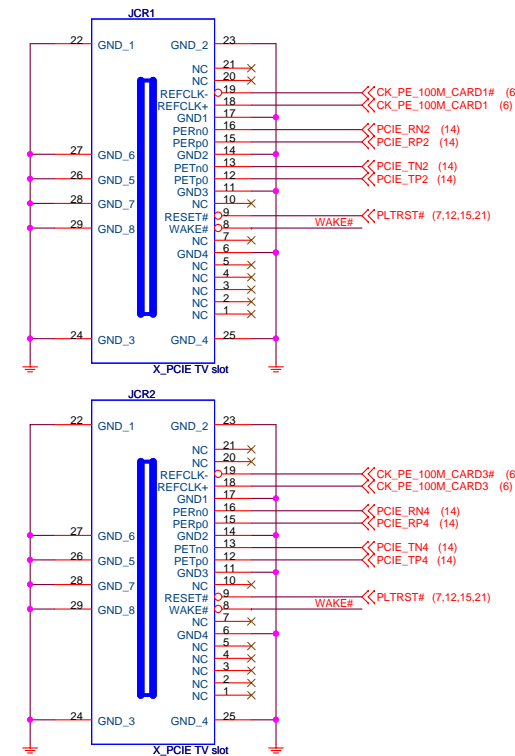 JCR1
22 GND_1 GND_2 23
NC 21
NC 20
REFCLK- 19 CK_PE_100M_CARD1# (6
REFCLK+ 18 CK_PE_100M_CARD1 (6
GND1 17
PERn0 16 PCIE_RN2 (14)
PERp0 15 PCIE_RP2 (14)
27 GND_6 GND2 14
PETn0 13 PCIE_TN2 (14)
26 GND_5 PETp0 12 PCIE_TP2 (14)
GND3 11
28 GND_7 NC 10
RESET# 9 PLTRST# (7,12,15,21)
29 GND_8 WAKE# 8 WAKE#
NC 7
GND4 6
NC 5
NC 4
NC 3
NC 2
NC 1
24 GND_3 GND_4 25
X_PCIE TV slot
JCR2
22 GND_1 GND_2 23
NC 21
NC 20
REFCLK- 19 CK_PE_100M_CARD3# (6
REFCLK+ 18 CK_PE_100M_CARD3 (6)
GND1 17
PERn0 16 PCIE_RN4 (14)
PERp0 15 PCIE_RP4 (14)
27 GND_6 GND2 14
PETn0 13 PCIE_TN4 (14)
26 GND_5 PETp0 12 PCIE_TP4 (14)
GND3 11
28 GND_7 NC 10
RESET# 9 PLTRST# (7,12,15,21)
29 GND_8 WAKE# 8 WAKE#
NC 7
GND4 6
NC 5
NC 4
NC 3
NC 2
NC 1
24 GND_3 GND_4 25
X_PCIE TV slot